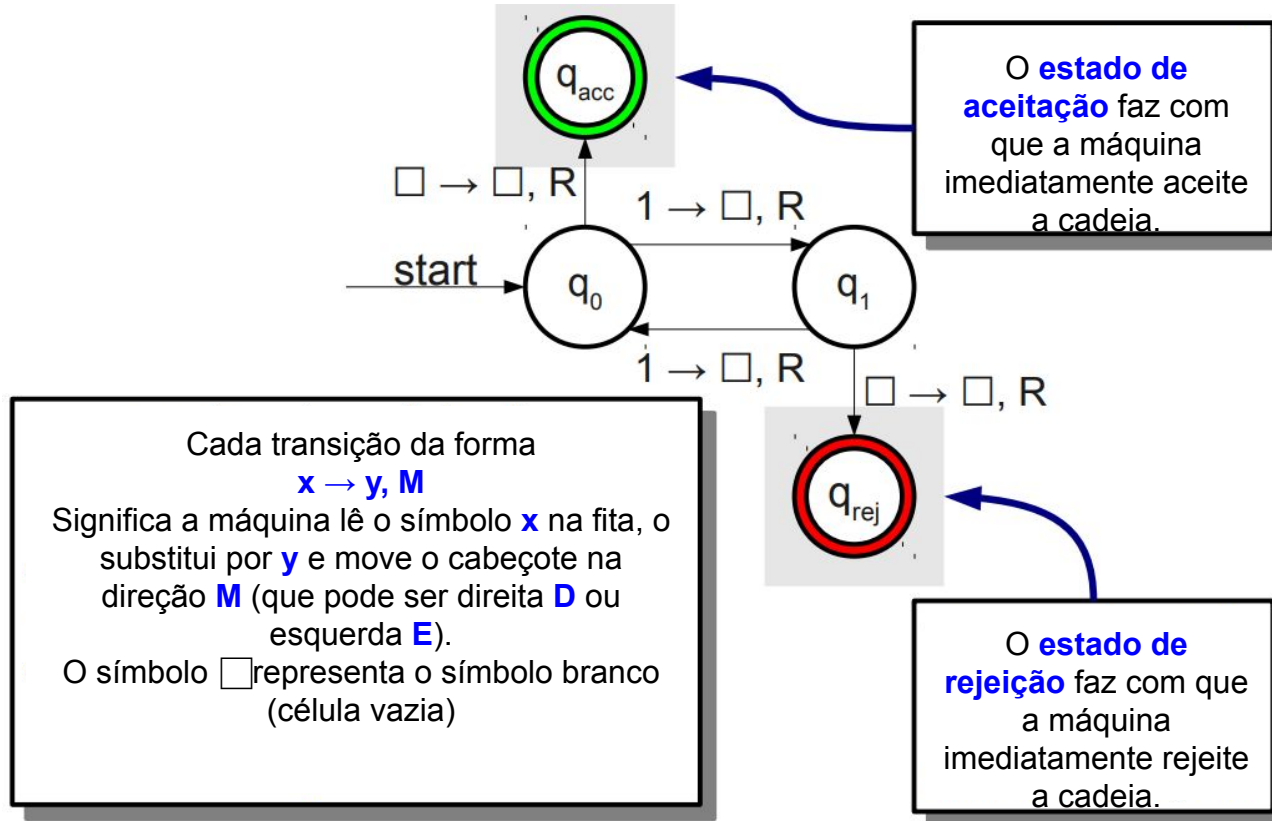 q_acc
□ → □, R
1 → □, R
start
q_0
q_1
1 → □, R
□ → □, R
q_rej
O estado de
aceitação faz com
que a máquina
imediatamente aceite
a cadeia.
Cada transição da forma
x → y, M
Significa a máquina lê o símbolo x na fita, o
substitui por y e move o cabeçote na
direção M (que pode ser direita D ou
esquerda E).
O símbolo □representa o símbolo branco
(célula vazia)
O estado de
rejeição faz com que
a máquina
imediatamente rejeite
a cadeia.